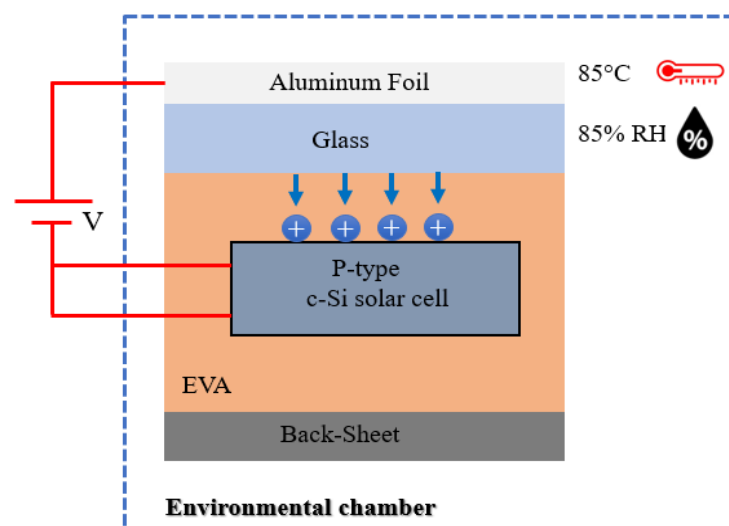 Aluminum Foil
85°C
Glass
85% RH
%
V
+ + + +
P-type
c-Si solar cell
EVA
Back-Sheet
Environmental chamber